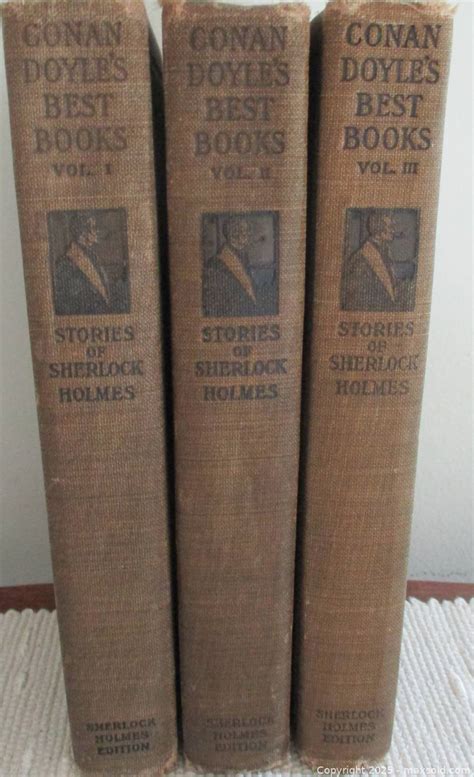 CONAN
DOYLE'S
BEST
BOOKS
VOL. I
STORIES
OF
SHERLOCK
HOLMES
SHERLOCK
HOLMES
EDITION
CONAN
DOYLE'S
BEST
BOOKS
VOL. II
STORIES
OF
SHERLOCK
HOLMES
SHERLOCK
HOLMES
EDITION
CONAN
DOYLE'S
BEST
BOOKS
VOL. III
STORIES
OF
SHERLOCK
HOLMES
SHERLOCK
HOLMES
EDITION
Copyright 2025 - maxsold.com